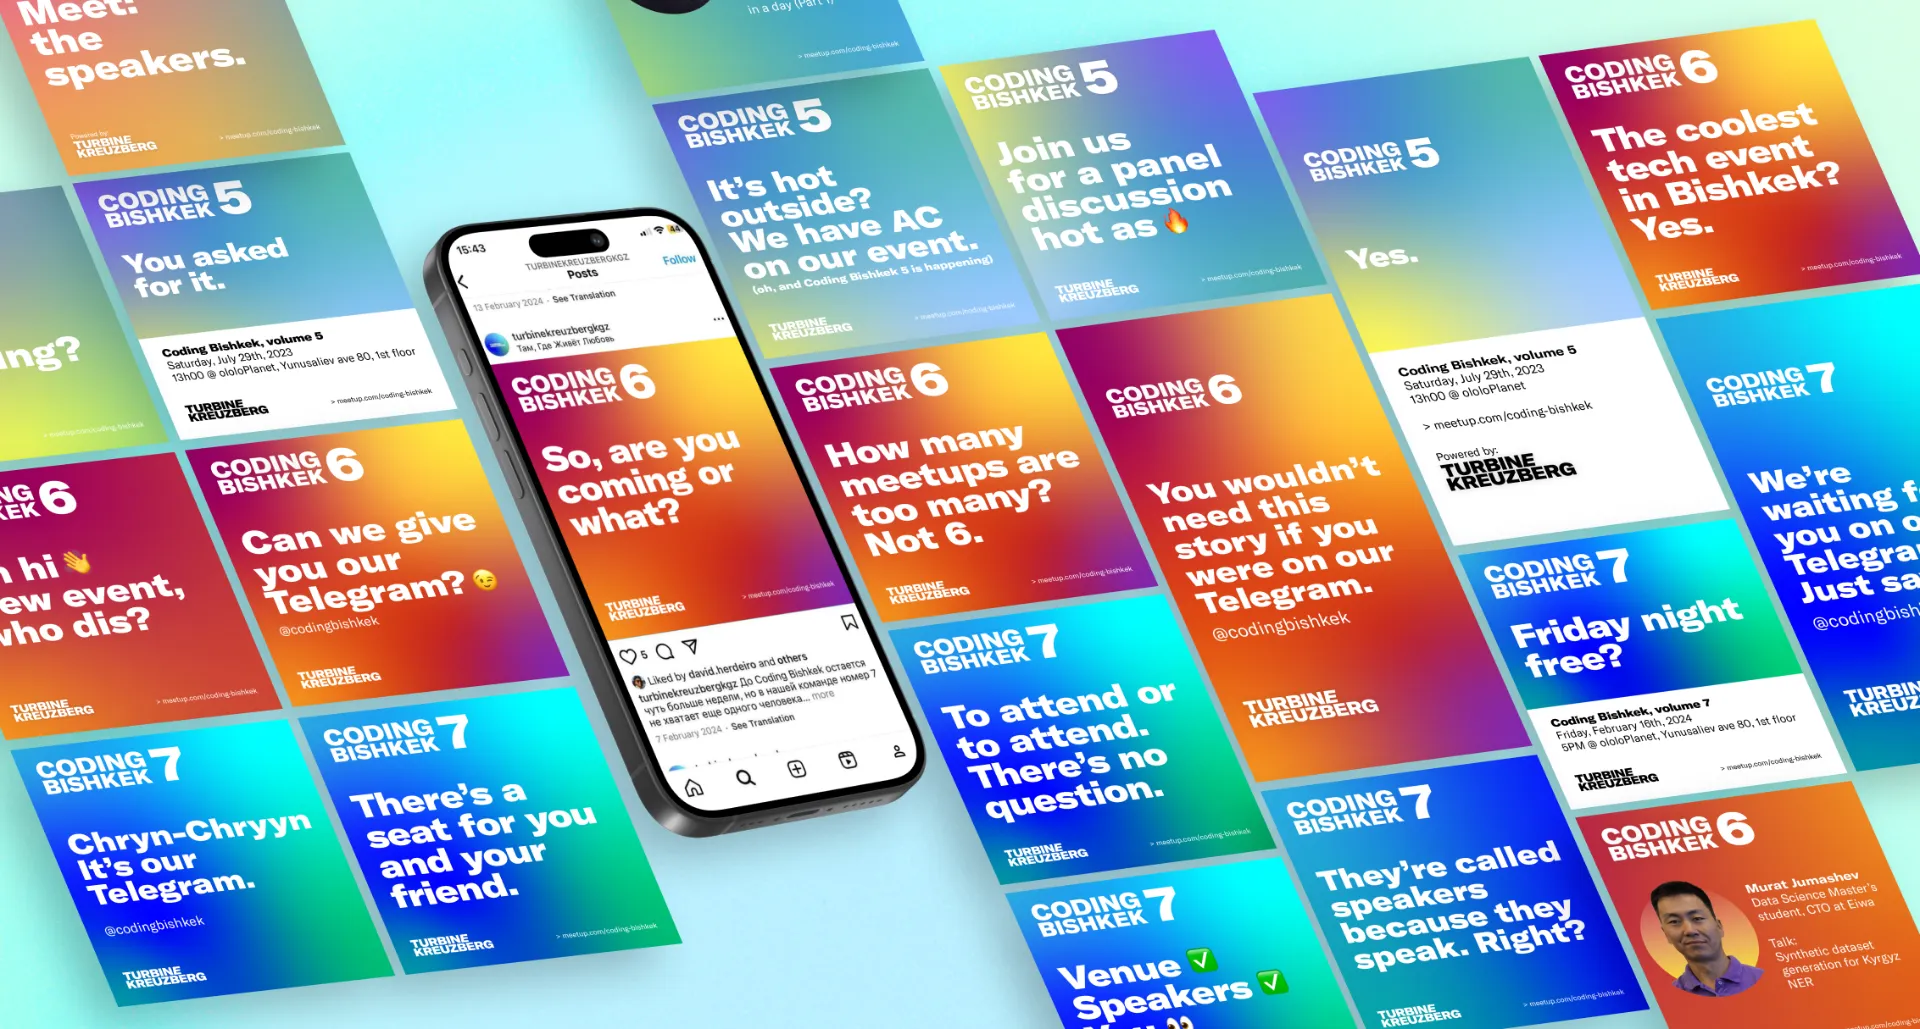 Meet:
the
speakers.
Powered by:
TURBINE
KREUZBERG
> meetup.com/coding-bishkek
in a day (Part 1)
> meetup.com/coding-bishkek
CODING
BISHKEK 5
You asked
for it.
Coding Bishkek, volume 5
Saturday, July 29th, 2023
13h00 @ ololoPlanet, Yunusaliev ave 80, 1st floor
TURBINE
KREUZBERG
> meetup.com/coding-bishkek
> meetup.com/coding-bishkek
15:43
44
TURBINEKREUZBERGKGZ
Posts
Follow
13 February 2024 · See Translation
turbinekreuzbergkgz
Там, Где Живёт Любовь
CODING
BISHKEK 6
So, are you
coming or
what?
TURBINE
KREUZBERG
> meetup.com/coding-bishkek
5
Liked by david.herdeiro and others
turbinekreuzbergkgz До Coding Bishkek остается
чуть больше недели, но в нашей команде номер 7
не хватает еще одного человека... more
7 February 2024 · See Translation
CODING
BISHKEK 5
It's hot
outside?
We have AC
on our event.
(oh, and Coding Bishkek 5 is happening)
TURBINE
KREUZBERG
> meetup.com/coding-bishkek
CODING
BISHKEK 5
Join us
for a panel
discussion
hot as 🔥
TURBINE
KREUZBERG
> meetup.com/coding-bishkek
CODING
BISHKEK 5
Yes.
Coding Bishkek, volume 5
Saturday, July 29th, 2023
13h00 @ ololoPlanet
> meetup.com/coding-bishkek
Powered by:
TURBINE
KREUZBERG
CODING
BISHKEK 6
The coolest
tech event
in Bishkek?
Yes.
TURBINE
KREUZBERG
> meetup.com/coding-bishkek
6
hi 👋
ew event,
who dis?
TURBINE
KREUZBERG
> meetup.com/coding-bishkek
CODING
BISHKEK 6
Can we give
you our
Telegram? 😉
@codingbishkek
TURBINE
KREUZBERG
CODING
BISHKEK 6
How many
meetups are
too many?
Not 6.
TURBINE
KREUZBERG
> meetup.com/coding-bishkek
CODING
BISHKEK 6
You wouldn't
need this
story if you
were on our
Telegram.
@codingbishkek
TURBINE
KREUZBERG
CODING
BISHKEK 7
Friday night
free?
Coding Bishkek, volume 7
Friday, February 16th, 2024
5PM @ ololoPlanet, Yunusaliev ave 80, 1st floor
TURBINE
KREUZBERG
> meetup.com/coding-bishkek
CODING
BISHKEK 7
We're
waiting
you on
Telegram
Just
@codingbishkek
TURBINE
CODING
BISHKEK 7
Chryn-Chryyn
It's our
Telegram.
@codingbishkek
TURBINE
KREUZBERG
CODING
BISHKEK 7
There's a
seat for you
and your
friend.
TURBINE
KREUZBERG
> meetup.com/coding-bishkek
CODING
BISHKEK 7
To attend or
to attend.
There's no
question.
TURBINE
KREUZBERG
> meetup.com/coding-bishkek
CODING
BISHKEK 7
Venue ✅
Speakers ✅
You 👀
CODING
BISHKEK 7
They're called
speakers
because they
speak. Right?
TURBINE
KREUZBERG
> meetup.com/coding-bishkek
CODING
BISHKEK 6
Murat Jumashev
Data Science Master's
student, CTO at Eiwa
Talk:
Synthetic dataset
generation for Kyrgyz
NER
> meetup.com/coding-bishkek